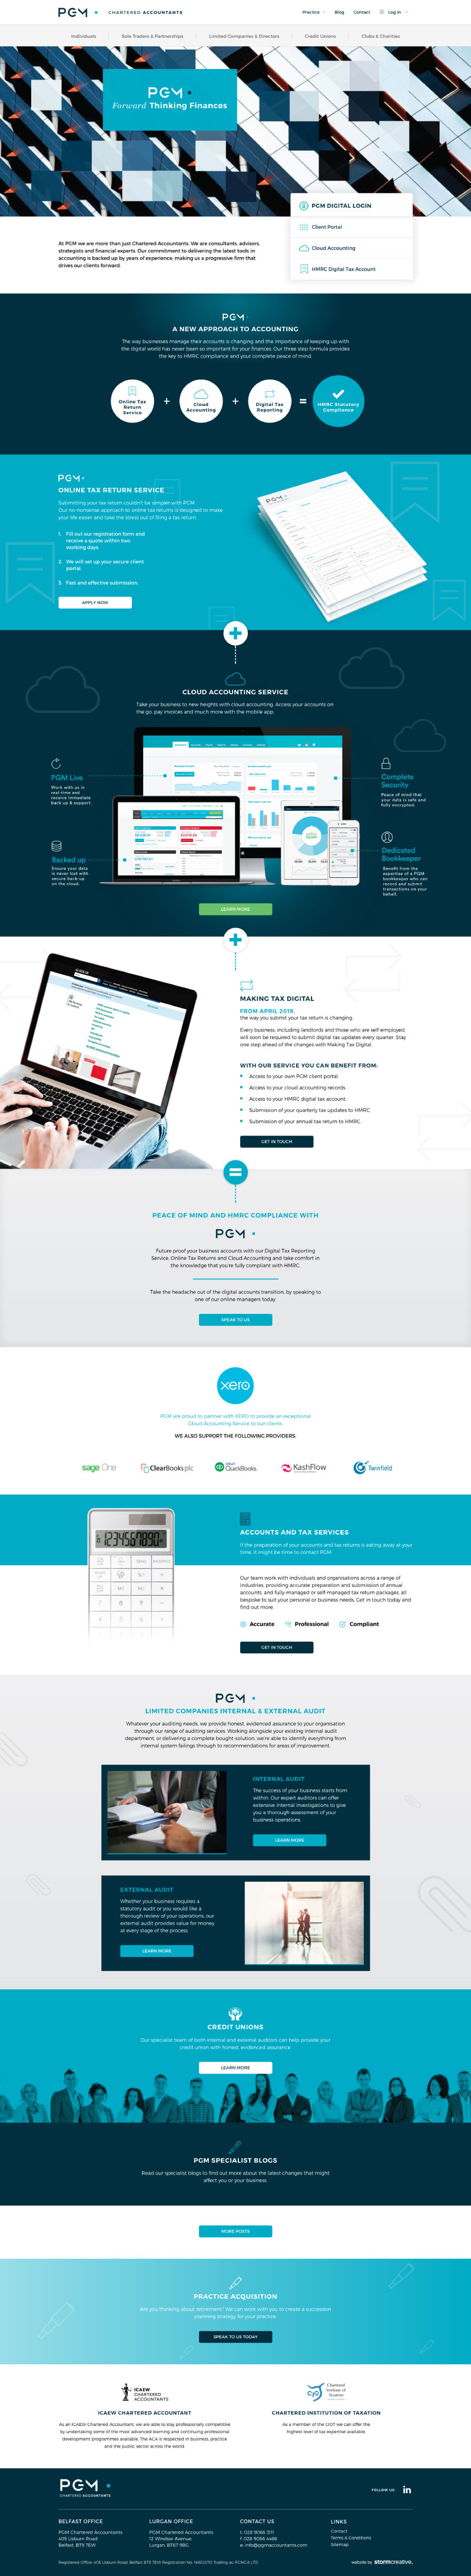 PGM CHARTERED ACCOUNTANTS
Practice Blog Contact Log In
Individuals Sole Traders & Partnerships Limited Companies & Directors Credit Unions Clubs & Charities
PGM
Forward Thinking Finances
PGM DIGITAL LOGIN
Client Portal
Cloud Accounting
HMRC Digital Tax Account
At PGM we are more than just Chartered Accountants. We are consultants, advisors,
strategists and financial experts. Our commitment to delivering the latest tools in
accounting is backed up by years of experience, making us a progressive firm that
drives our clients forward.
PGM
A NEW APPROACH TO ACCOUNTING
The way businesses manage their accounts is changing and the importance of keeping up with
the digital world has never been so important for your finances. Our three step formula provides
the key to HMRC compliance and your complete peace of mind.
Online Tax
Return
Service
+
Cloud
Accounting
+
Digital Tax
Reporting
=
HMRC Statutory
Compliance
PGM
ONLINE TAX RETURN SERVICE
Submitting your tax return couldn't be simpler with PGM.
Our no-nonsense approach to online tax returns is designed to make
your life easier and take the stress out of filing a tax return.
1. Fill out our registration form and
receive a quote within two
working days.
2. We will set up your secure client
portal.
3. Fast and effective submission.
APPLY NOW
PGM
CLOUD ACCOUNTING SERVICE
Take your business to new heights with cloud accounting. Access your accounts on
the go, pay invoices and much more with the mobile app.
PGM Live
Work with us in
real-time and
receive immediate
back up & support.
Complete
Security
Peace of mind that
your data is safe and
fully encrypted.
Backed up
Ensure your data
is never lost with
secure back-up
on the cloud.
Dedicated
Bookkeeper
Benefit from the
expertise of a PGM
bookkeeper who can
record and submit
transactions on your
behalf.
LEARN MORE
MAKING TAX DIGITAL
FROM APRIL 2019,
the way you submit your tax return is changing.
Every business, including landlords and those who are self-employed,
will soon be required to submit digital tax updates every quarter. Stay
one step ahead of the changes with Making Tax Digital.
WITH OUR SERVICE YOU CAN BENEFIT FROM:
Access to your own PGM client portal.
Access to your cloud accounting records.
Access to your HMRC digital tax account.
Submission of your quarterly tax updates to HMRC.
Submission of your annual tax return to HMRC.
GET IN TOUCH
PEACE OF MIND AND HMRC COMPLIANCE WITH
PGM
Future proof your business accounts with our Digital Tax Reporting
Service, Online Tax Returns and Cloud Accounting and take comfort in
the knowledge that you're fully compliant with HMRC.
Take the headache out of the digital accounts transition, by speaking to
one of our online managers today.
SPEAK TO US
xero
PGM are proud to partner with XERO to provide an exceptional
Cloud Accounting Service to our clients.
WE ALSO SUPPORT THE FOLLOWING PROVIDERS:
sage One ClearBooks plc intuit QuickBooks. KashFlow Twinfield
1234567890.
ACCOUNTS AND TAX SERVICES
If the preparation of your accounts and tax returns is eating away at your
time, it might be time to contact PGM.
Our team work with individuals and organisations across a range of
industries, providing accurate preparation and submission of annual
accounts, and fully-managed or self-managed tax return packages, all
bespoke to suit your personal or business needs. Get in touch today and
find out more.
Accurate Professional Compliant
GET IN TOUCH
PGM
LIMITED COMPANIES INTERNAL & EXTERNAL AUDIT
Whatever your auditing needs, we provide honest, evidenced assurance to your organisation
through our range of auditing services. Working alongside your existing internal audit
department, or delivering a complete bought-solution, we're able to identify everything from
internal system failings through to recommendations for areas of improvement.
INTERNAL AUDIT
The success of your business starts from
within. Our expert auditors can offer
extensive internal investigations to give
you a thorough assessment of your
business operations.
LEARN MORE
EXTERNAL AUDIT
Whether your business requires a
statutory audit or you would like a
thorough review of your operations, our
external audit provides value for money
at every stage of the process.
LEARN MORE
CREDIT UNIONS
Our specialist team of both internal and external auditors can help provide your
credit union with honest, evidenced assurance.
LEARN MORE
PGM SPECIALIST BLOGS
Read our specialist blogs to find out more about the latest changes that might
affect you or your business.
MORE POSTS
PRACTICE ACQUISITION
Are you thinking about retirement? We can work with you to create a succession
planning strategy for your practice.
SPEAK TO US TODAY
ICAEW
CHARTERED
ACCOUNTANTS
ICAEW CHARTERED ACCOUNTANT
As an ICAEW Chartered Accountant, we are able to stay professionally competitive
by undertaking some of the most advanced learning and continuing professional
development programmes available. The ACA is respected in business, practice
and the public sector across the world.
Chartered
Institute of
Taxation
CHARTERED INSTITUTION OF TAXATION
As a member of the CIOT we can offer the
highest level of tax expertise available.
PGM
CHARTERED ACCOUNTANTS
FOLLOW US: in
BELFAST OFFICE
PGM Chartered Accountants
405 Lisburn Road
Belfast, BT9 7EW
LURGAN OFFICE
PGM Chartered Accountants
12 Windsor Avenue,
Lurgan, BT67 9BG
CONTACT US
t: 028 9066 3111
f: 028 9066 4466
e: info@pgmaccountants.com
LINKS
Contact
Terms & Conditions
Sitemap
website by stormcreative.